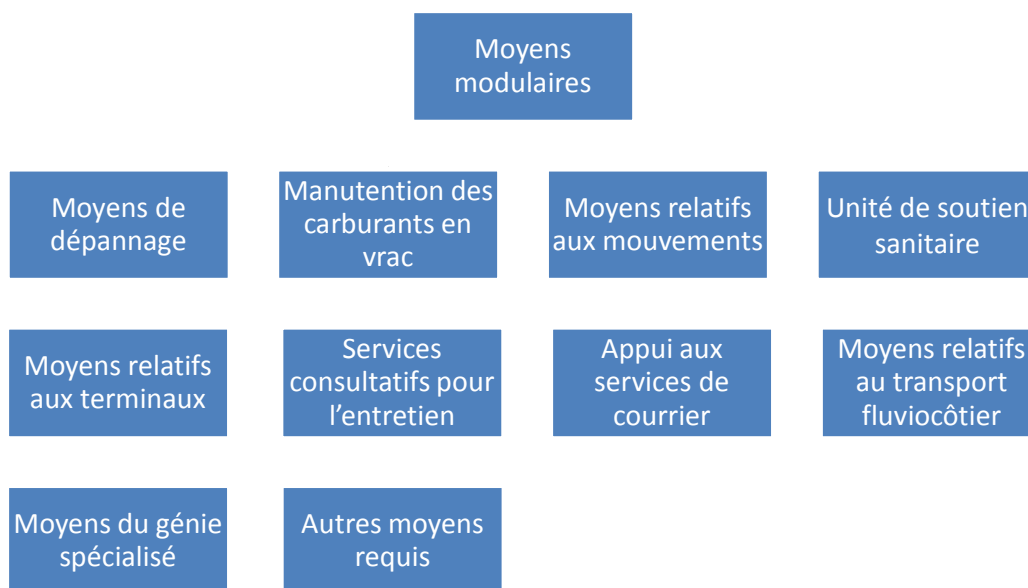 Moyens
modulaires
Moyens de
dépannage
Manutention des
carburants en
vrac
Moyens relatifs
aux mouvements
Unité de soutien
sanitaire
Moyens relatifs
aux terminaux
Services
consultatifs pour
l'entretien
Appui aux
services de
courrier
Moyens relatifs
au transport
fluviocôtier
Moyens du génie
spécialisé
Autres moyens
requis